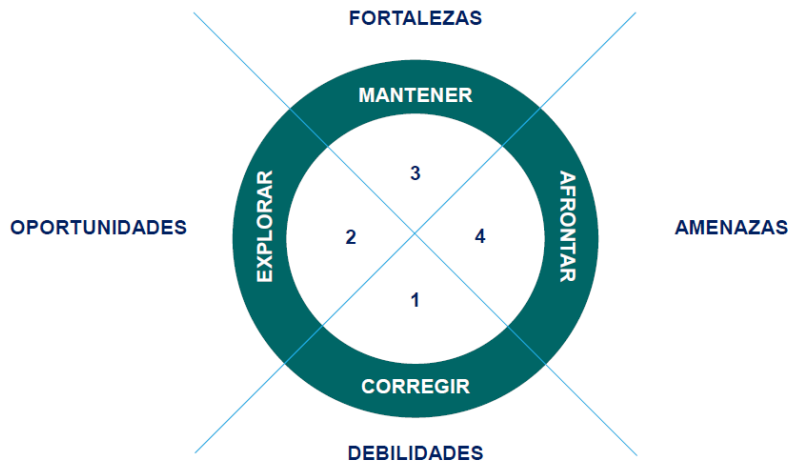 FORTALEZAS
MANTENER
3
OPORTUNIDADES
EXPLORAR
2
4
AFRONTAR
AMENAZAS
1
CORREGIR
DEBILIDADES